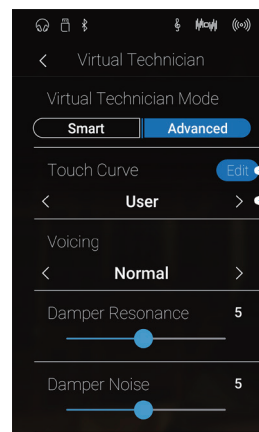 Virtual Technician
Virtual Technician Mode
Smart Advanced
Touch Curve Edit
User
Voicing
Normal
Damper Resonance 5
Damper Noise 5